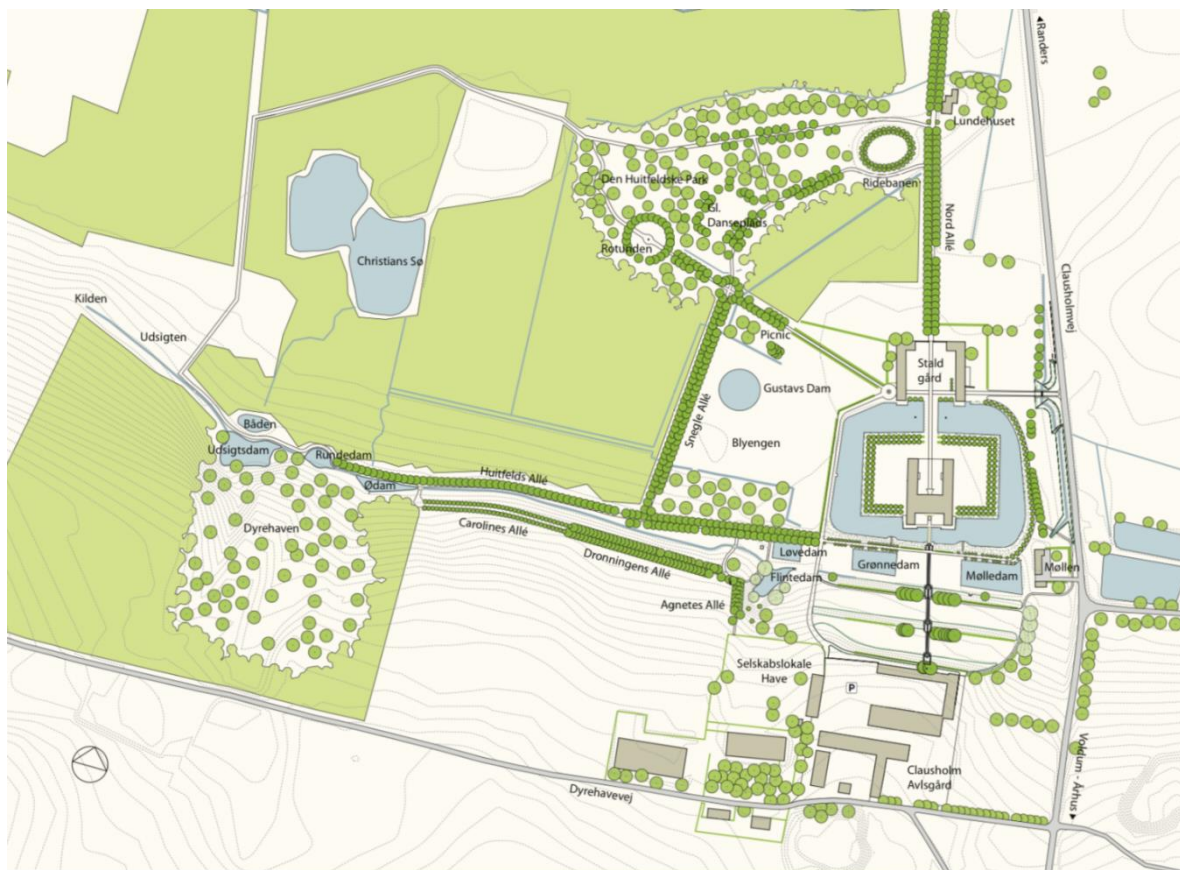 Randers
Lundehuset
Den Huitfeldske Park
Ridebanen
Gl.
Danseplads
Nord Allé
Rotunden
Christians Sø
Clausholmvej
Kilden
Udsigten
Picnic
Stald
gård
Gustavs Dam
Snegle Allé
Båden
Blyengen
Udsigtsdam
Rundedam
Huitfelds Allé
Ødam
Dyrehaven
Carolines Allé
Dronningens Allé
Løvedam
Grønnedam
Mølledam
Møllen
Flintedam
Agnetes Allé
Selskabslokale
Have
P
Clausholm
Avlsgård
Dyrehavevej
Voldum - Århus